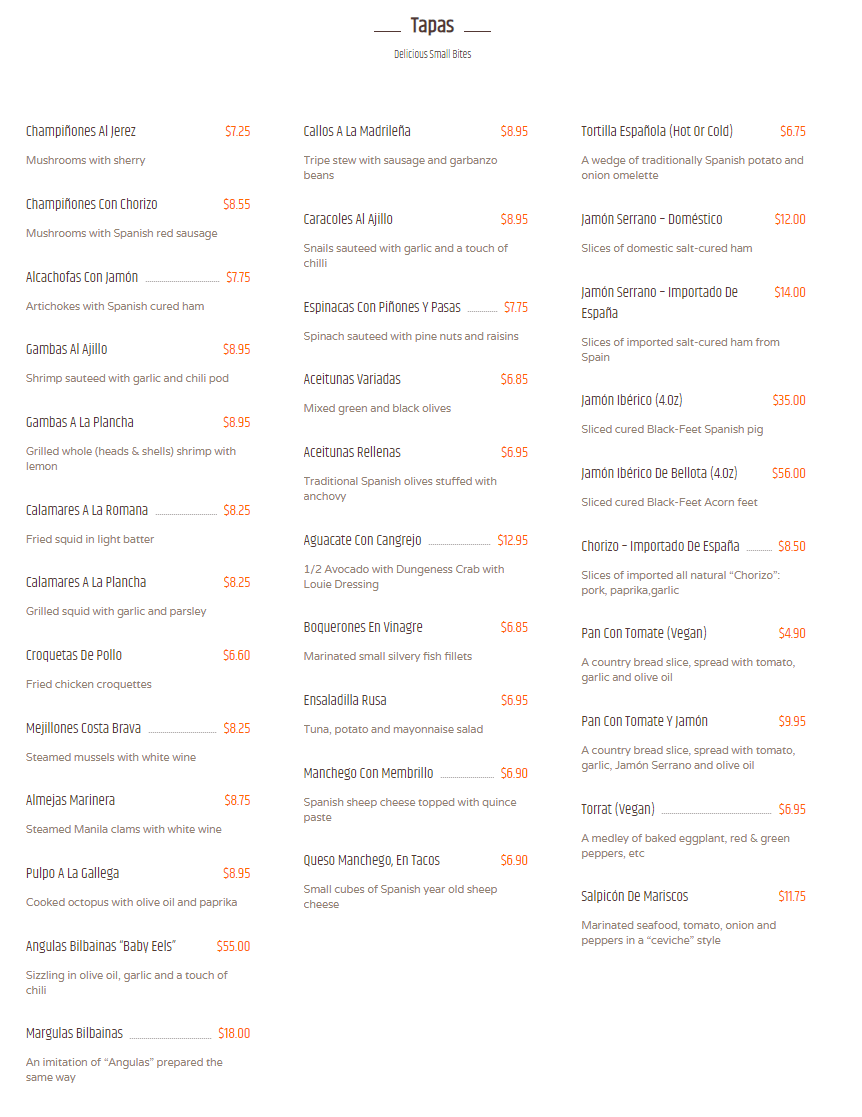 Tapas
Delicious Small Bites
Champiñones Al Jerez $7.25
Mushrooms with sherry
Champiñones Con Chorizo $8.55
Mushrooms with Spanish red sausage
Alcachofas Con Jamón $7.75
Artichokes with Spanish cured ham
Gambas Al Ajillo $8.95
Shrimp sauteed with garlic and chili pod
Gambas A La Plancha $8.95
Grilled whole (heads & shells) shrimp with
lemon
Calamares A La Romana $8.25
Fried squid in light batter
Calamares A La Plancha $8.25
Grilled squid with garlic and parsley
Croquetas De Pollo $6.60
Fried chicken croquettes
Mejillones Costa Brava $8.25
Steamed mussels with white wine
Almejas Marinera $8.75
Steamed Manila clams with white wine
Pulpo A La Gallega $8.95
Cooked octopus with olive oil and paprika
Angulas Bilbainas “Baby Eels” $55.00
Sizzling in olive oil, garlic and a touch of
chili
Margulas Bilbainas $18.00
An imitation of “Angulas” prepared the
same way
Callos A La Madrileña $8.95
Tripe stew with sausage and garbanzo
beans
Caracoles Al Ajillo $8.95
Snails sauteed with garlic and a touch of
chilli
Espinacas Con Piñones Y Pasas $7.75
Spinach sauteed with pine nuts and raisins
Aceitunas Variadas $6.85
Mixed green and black olives
Aceitunas Rellenas $6.95
Traditional Spanish olives stuffed with
anchovy
Aguacate Con Cangrejo $12.95
1/2 Avocado with Dungeness Crab with
Louie Dressing
Boquerones En Vinagre $6.85
Marinated small silvery fish fillets
Ensaladilla Rusa $6.95
Tuna, potato and mayonnaise salad
Manchego Con Membrillo $6.90
Spanish sheep cheese topped with quince
paste
Queso Manchego, En Tacos $6.90
Small cubes of Spanish year old sheep
cheese
Tortilla Española (Hot Or Cold) $6.75
A wedge of traditionally Spanish potato and
onion omelette
Jamón Serrano – Doméstico $12.00
Slices of domestic salt-cured ham
Jamón Serrano – Importado De $14.00
España
Slices of imported salt-cured ham from
Spain
Jamón Ibérico (4.0z) $35.00
Sliced cured Black-Feet Spanish pig
Jamón Ibérico De Bellota (4.0z) $56.00
Sliced cured Black-Feet Acorn feet
Chorizo – Importado De España $8.50
Slices of imported all natural “Chorizo”:
pork, paprika,garlic
Pan Con Tomate (Vegan) $4.90
A country bread slice, spread with tomato,
garlic and olive oil
Pan Con Tomate Y Jamón $9.95
A country bread slice, spread with tomato,
garlic, Jamón Serrano and olive oil
Torrat (Vegan) $6.95
A medley of baked eggplant, red & green
peppers, etc
Salpicón De Mariscos $11.75
Marinated seafood, tomato, onion and
peppers in a “ceviche” style